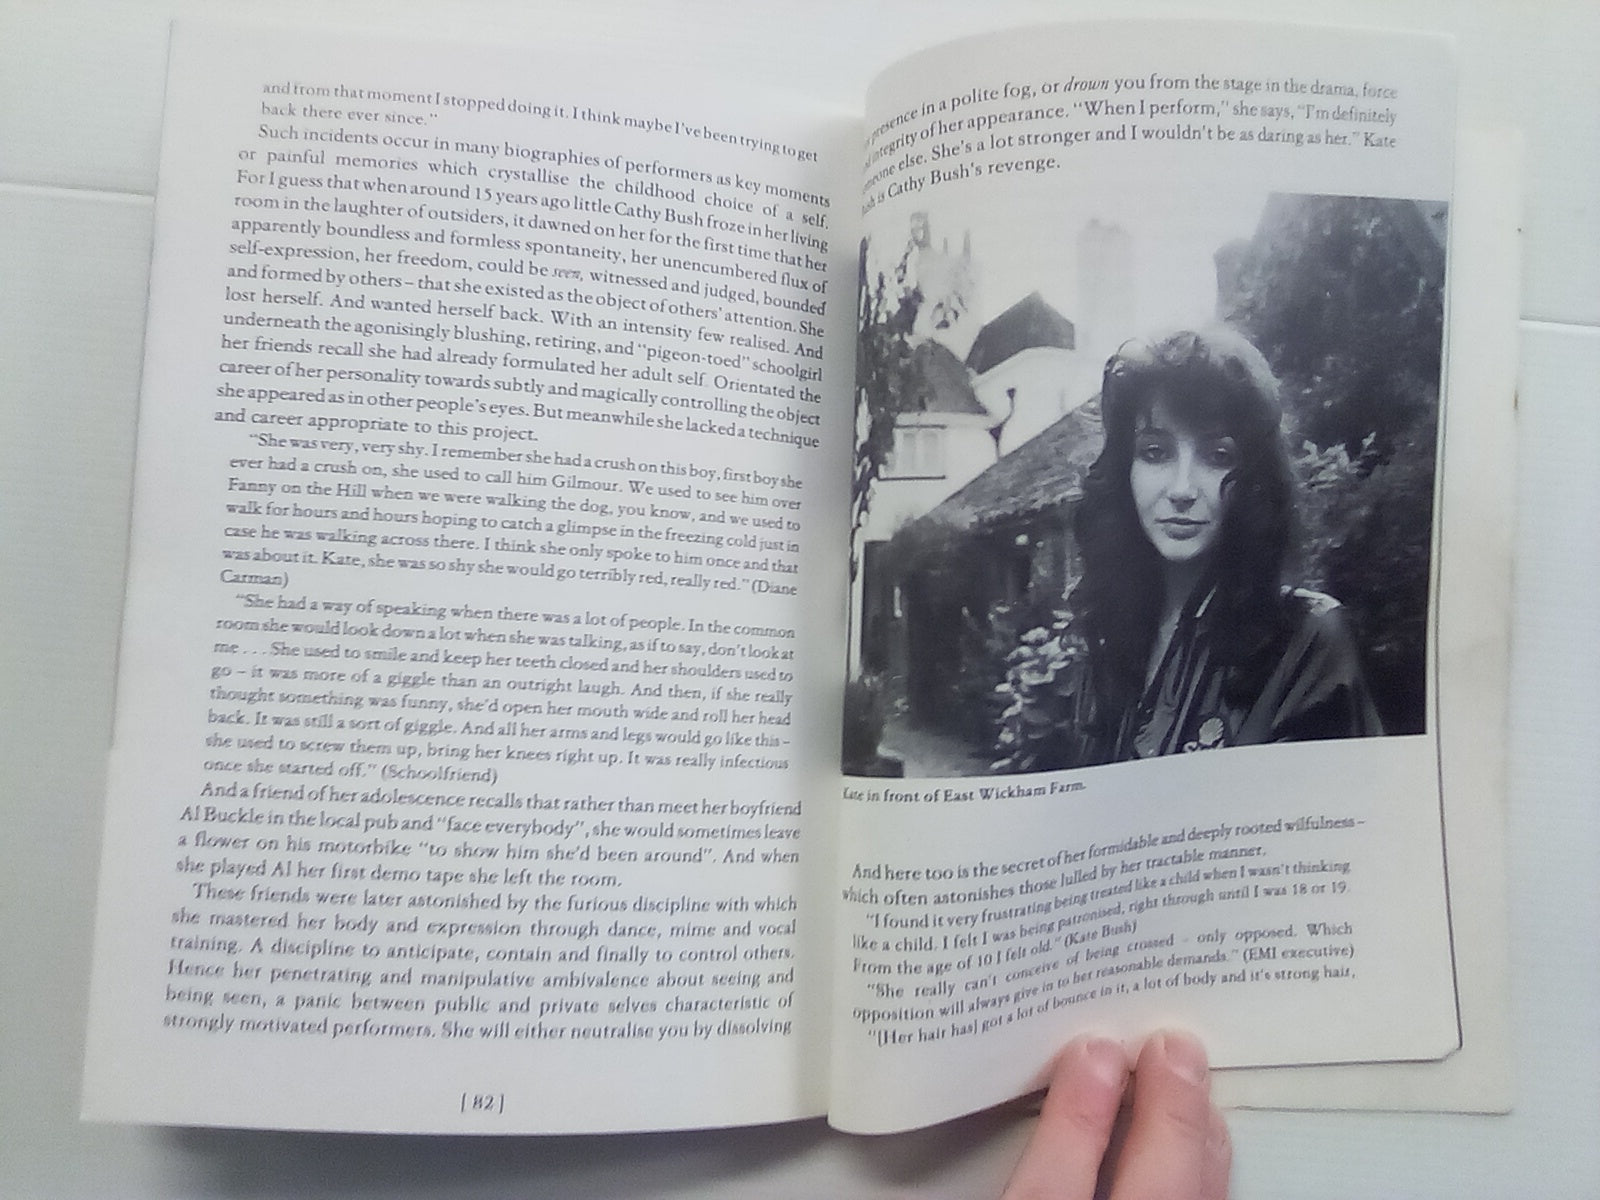 and from that moment I stopped doing it. I think maybe I've been trying to get
back there ever since."
Such incidents occur in many biographies of performers as key moments
or painful memories which crystallise the childhood choice of a self.
For I guess that when around 15 years ago little Cathy Bush froze in her living
room in the laughter of outsiders, it dawned on her for the first time that her
apparently boundless and formless spontaneity, her unencumbered flux of
self-expression, her freedom, could be seen, witnessed and judged, bounded
and formed by others – that she existed as the object of others' attention. She
lost herself. And wanted herself back. With an intensity few realised. And
underneath the agonisingly blushing, retiring, and "pigeon-toed" schoolgirl
her friends recall she had already formulated her adult self. Orientated the
career of her personality towards subtly and magically controlling the object
she appeared as in other people's eyes. But meanwhile she lacked a technique
and career appropriate to this project.
"She was very, very shy. I remember she had a crush on this boy, first boy she
ever had a crush on, she used to call him Gilmour. We used to see him over
Fanny on the Hill when we were walking the dog, you know, and we used to
walk for hours and hours hoping to catch a glimpse in the freezing cold just in
case he was walking across there. I think she only spoke to him once and that
was about it. Kate, she was so shy she would go terribly red, really red." (Diane
Carman)
"She had a way of speaking when there was a lot of people. In the common
room she would look down a lot when she was talking, as if to say, don't look at
me . . . She used to smile and keep her teeth closed and her shoulders used to
go – it was more of a giggle than an outright laugh. And then, if she really
thought something was funny, she'd open her mouth wide and roll her head
back. It was still a sort of giggle. And all her arms and legs would go like this –
she used to screw them up, bring her knees right up. It was really infectious
once she started off." (Schoolfriend)
And a friend of her adolescence recalls that rather than meet her boyfriend
Al Buckle in the local pub and "face everybody", she would sometimes leave
a flower on his motorbike "to show him she'd been around". And when
she played Al her first demo tape she left the room.
These friends were later astonished by the furious discipline with which
she mastered her body and expression through dance, mime and vocal
training. A discipline to anticipate, contain and finally to control others.
Hence her penetrating and manipulative ambivalence about seeing and
being seen, a panic between public and private selves characteristic of
strongly motivated performers. She will either neutralise you by dissolving
[ 82 ]
presence in a polite fog, or drown you from the stage in the drama, force
integrity of her appearance. "When I perform," she says, "I'm definitely
someone else. She's a lot stronger and I wouldn't be as daring as her." Kate
Bush is Cathy Bush's revenge.
Kate in front of East Wickham Farm.
And here too is the secret of her formidable and deeply rooted wilfulness –
which often astonishes those lulled by her tractable manner.
"I found it very frustrating being treated like a child when I wasn't thinking
like a child. I felt I was being patronised, right through until I was 18 or 19.
From the age of 10 I felt old." (Kate Bush)
"She really can't conceive of being crossed – only opposed. Which
opposition will always give in to her reasonable demands." (EMI executive)
"[Her hair has] got a lot of bounce in it, a lot of body and it's strong hair,